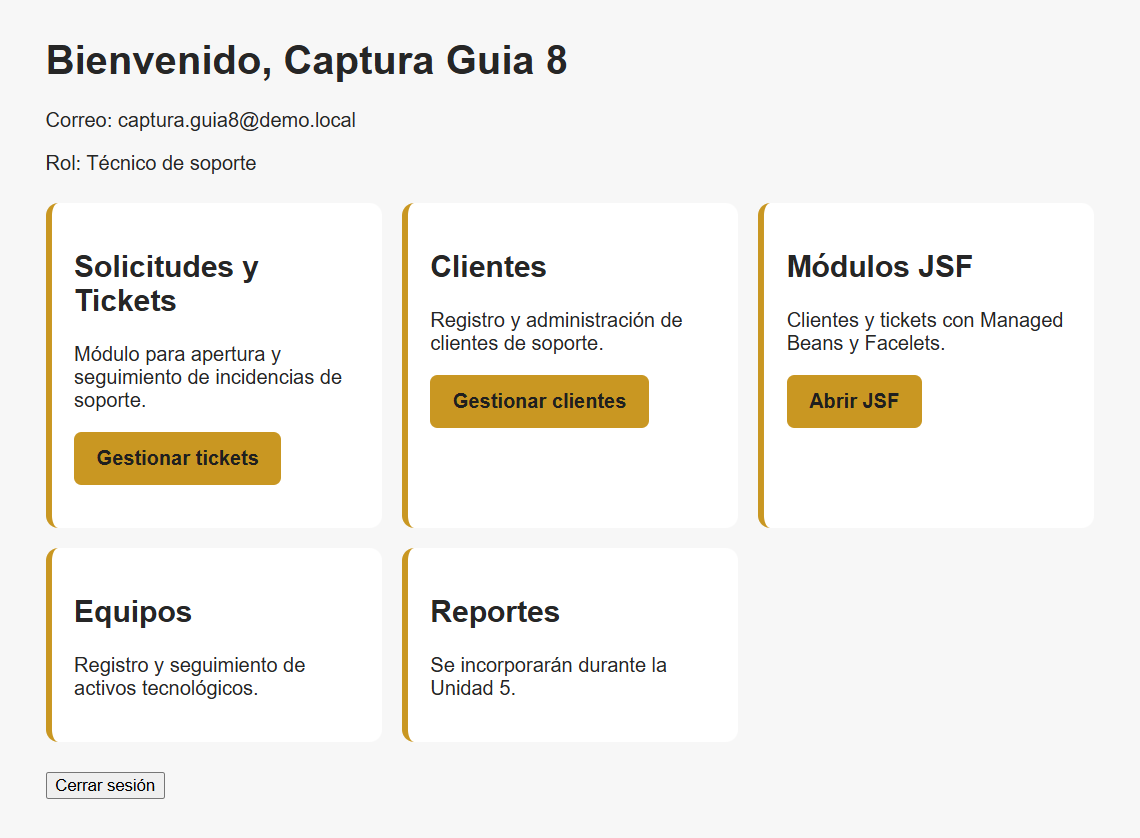 Bienvenido, Captura Guia 8
Correo: captura.guia8@demo.local
Rol: Técnico de soporte
Solicitudes y
Tickets
Módulo para apertura y
seguimiento de incidencias de
soporte.
Gestionar tickets
Clientes
Registro y administración de
clientes de soporte.
Gestionar clientes
Módulos JSF
Clientes y tickets con Managed
Beans y Facelets.
Abrir JSF
Equipos
Registro y seguimiento de
activos tecnológicos.
Reportes
Se incorporarán durante la
Unidad 5.
Cerrar sesión